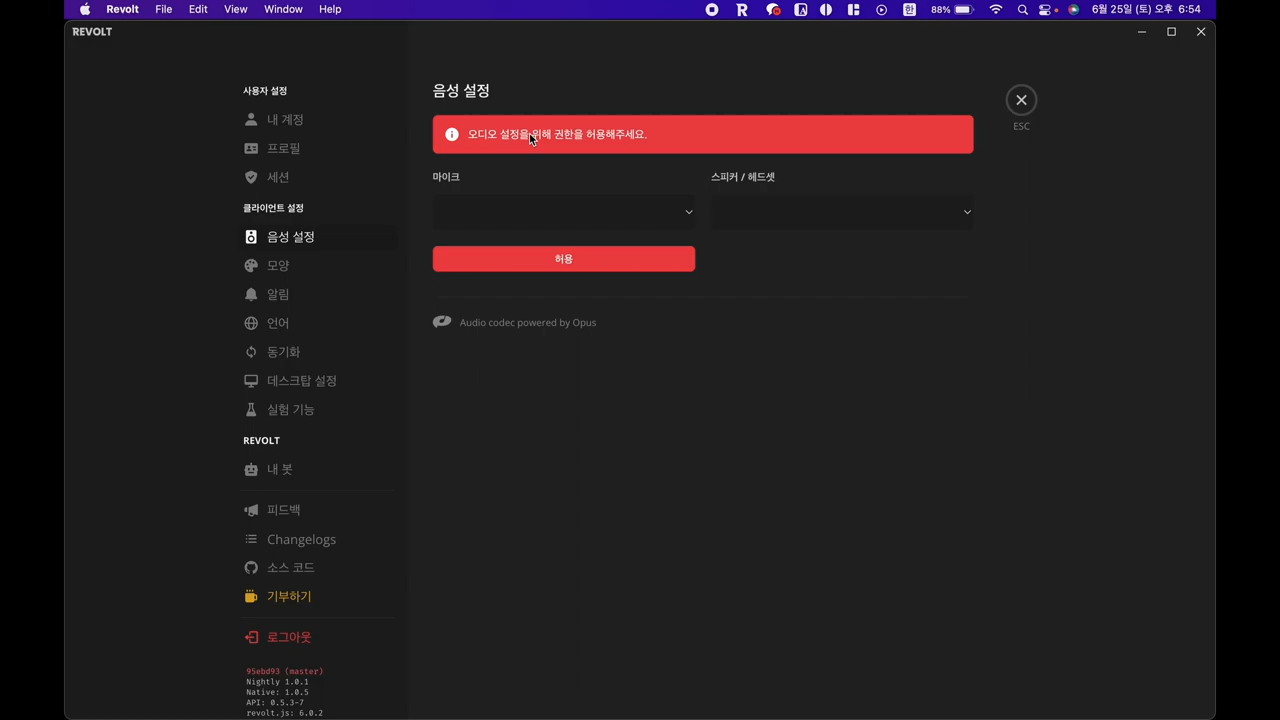 Revolt File Edit View Window Help
한 88% 6월 25일 (토) 오후 6:54
REVOLT
사용자 설정
내 계정
프로필
세션
클라이언트 설정
음성 설정
모양
알림
언어
동기화
데스크탑 설정
실험 기능
REVOLT
내 봇
피드백
Changelogs
소스 코드
기부하기
로그아웃
95ebd93 (master)
Nightly 1.0.1
Native: 1.0.5
API: 0.5.3-7
revolt.js: 6.0.2
음성 설정
오디오 설정을 위해 권한을 허용해주세요.
마이크
스피커 / 헤드셋
허용
Audio codec powered by Opus
ESC